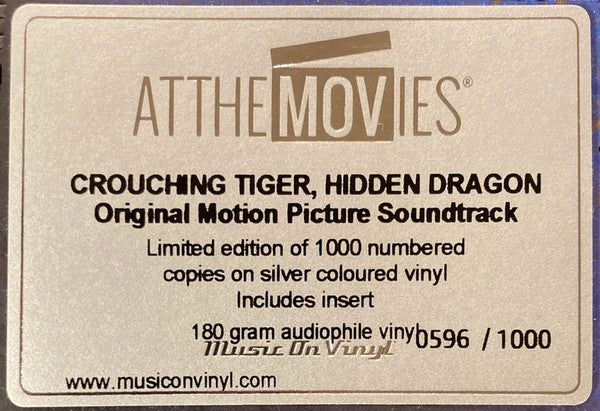 ATTHEMOVIES®
CROUCHING TIGER, HIDDEN DRAGON
Original Motion Picture Soundtrack
Limited edition of 1000 numbered
copies on silver coloured vinyl
Includes insert
180 gram audiophile vinyl 0596 / 1000
Music On Vinyl
www.musiconvinyl.com